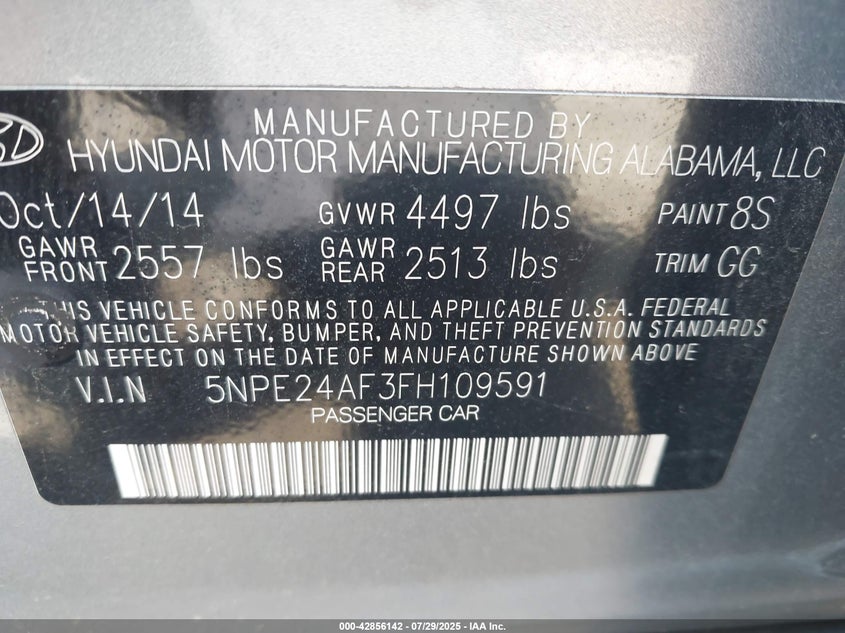 MANUFACTURED BY
HYUNDAI MOTOR MANUFACTURING ALABAMA, LLC
Oct/14/14 GVWR 4497 lbs PAINT 8S
GAWR FRONT 2557 lbs GAWR REAR 2513 lbs TRIM GG
THIS VEHICLE CONFORMS TO ALL APPLICABLE U.S.A. FEDERAL
MOTOR VEHICLE SAFETY, BUMPER, AND THEFT PREVENTION STANDARDS
IN EFFECT ON THE DATE OF MANUFACTURE SHOWN ABOVE
V.I.N 5NPE24AF3FH109591
PASSENGER CAR
000-42856142 | 07/29/2025 - IAA Inc.